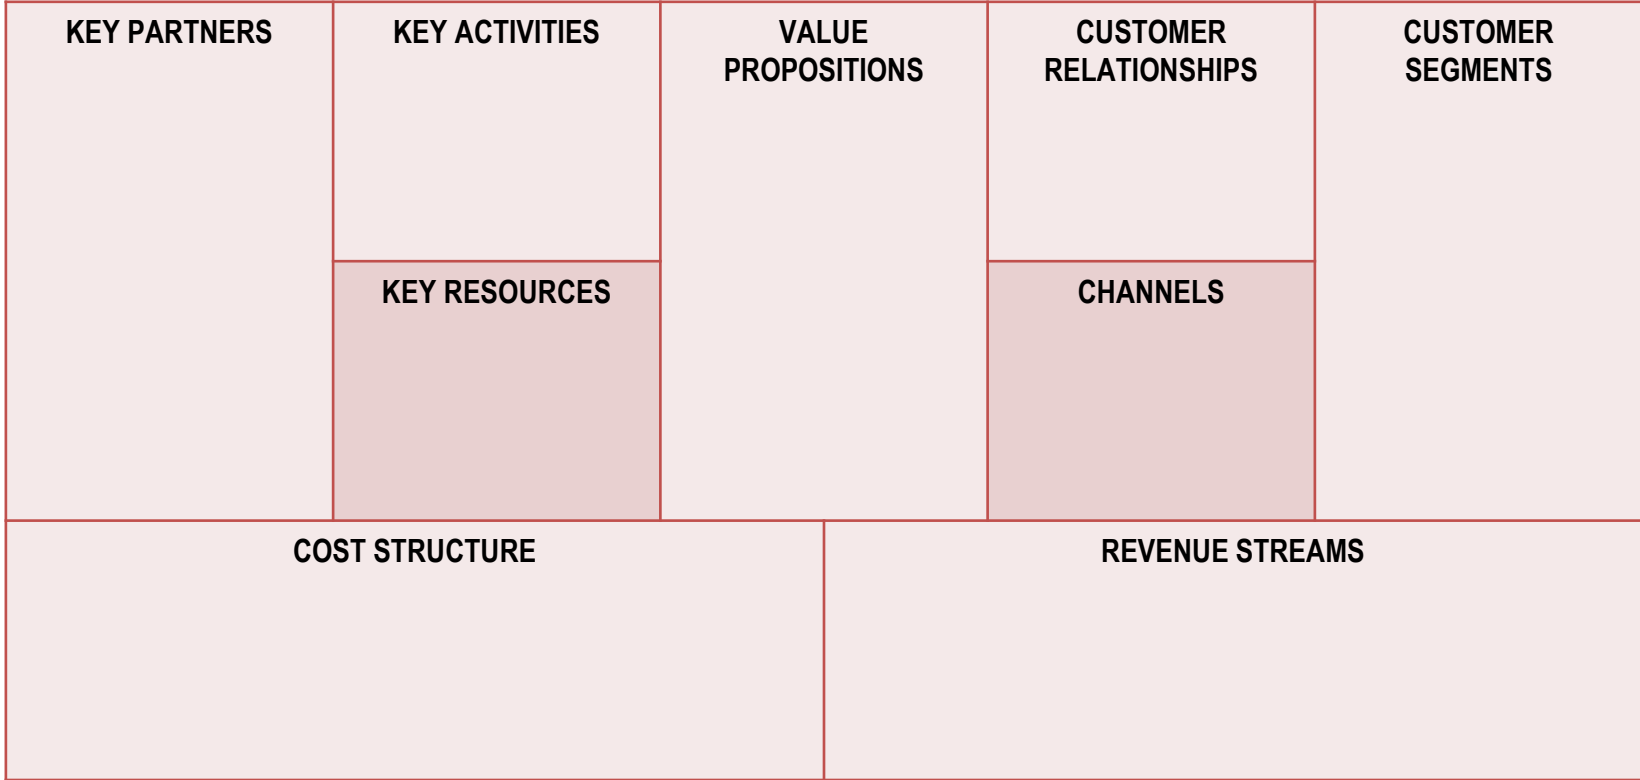 KEY PARTNERS
KEY ACTIVITIES
VALUE
PROPOSITIONS
CUSTOMER
RELATIONSHIPS
CUSTOMER
SEGMENTS
KEY RESOURCES
CHANNELS
COST STRUCTURE
REVENUE STREAMS